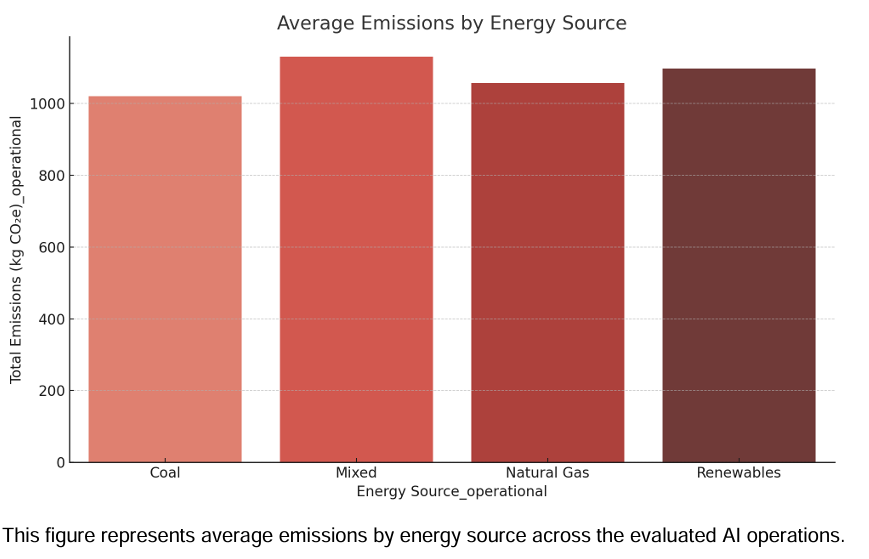 Average Emissions by Energy Source
Total Emissions (kg CO₂e)_operational
1000
800
600
400
200
0
Coal Mixed Natural Gas Renewables
Energy Source_operational
This figure represents average emissions by energy source across the evaluated AI operations.